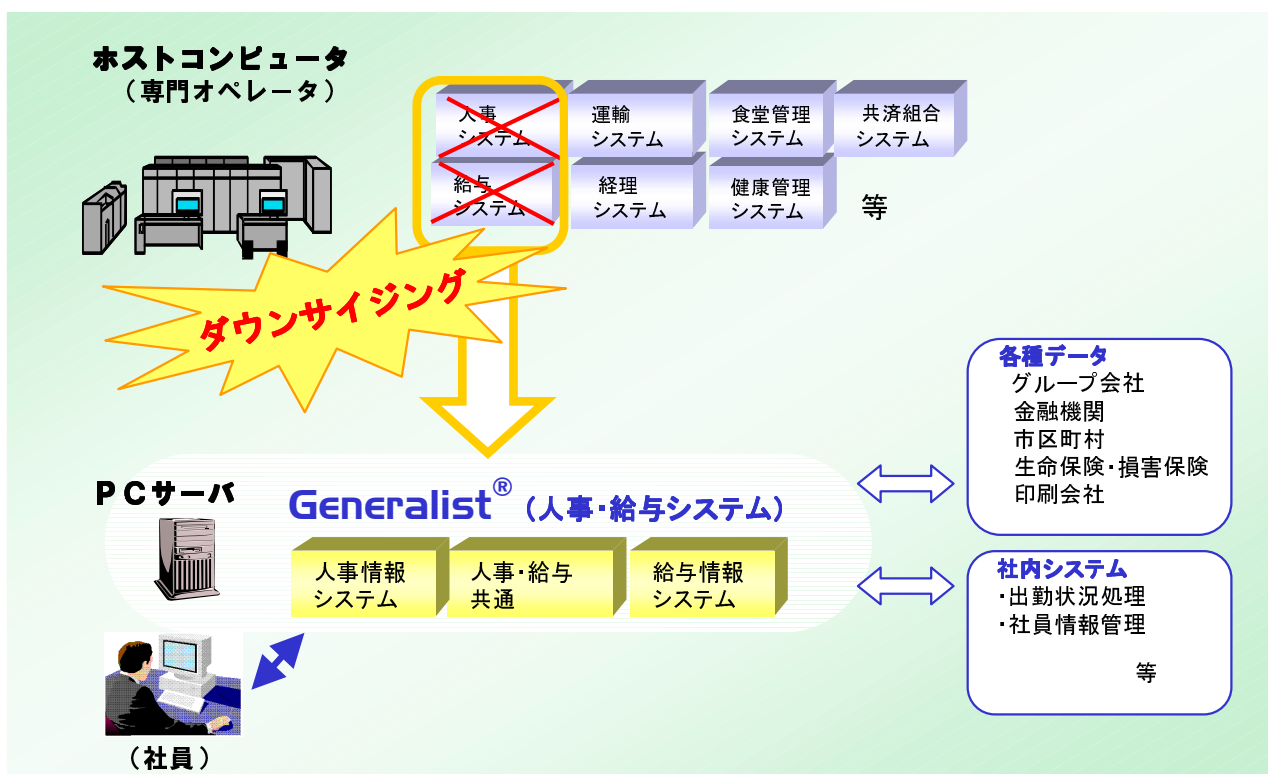 ホストコンピュータ
（専門オペレータ）
人事
システム
運輸
システム
食堂管理
システム
共済組合
システム
給与
システム
経理
システム
健康管理
システム
等
ダウンサイジング
各種データ
グループ会社
金融機関
市区町村
生命保険・損害保険
印刷会社
ＰＣサーバ
Generalist®（人事・給与システム）
人事情報
システム
人事・給与
共通
給与情報
システム
社内システム
・出勤状況処理
・社員情報管理
等
（社員）